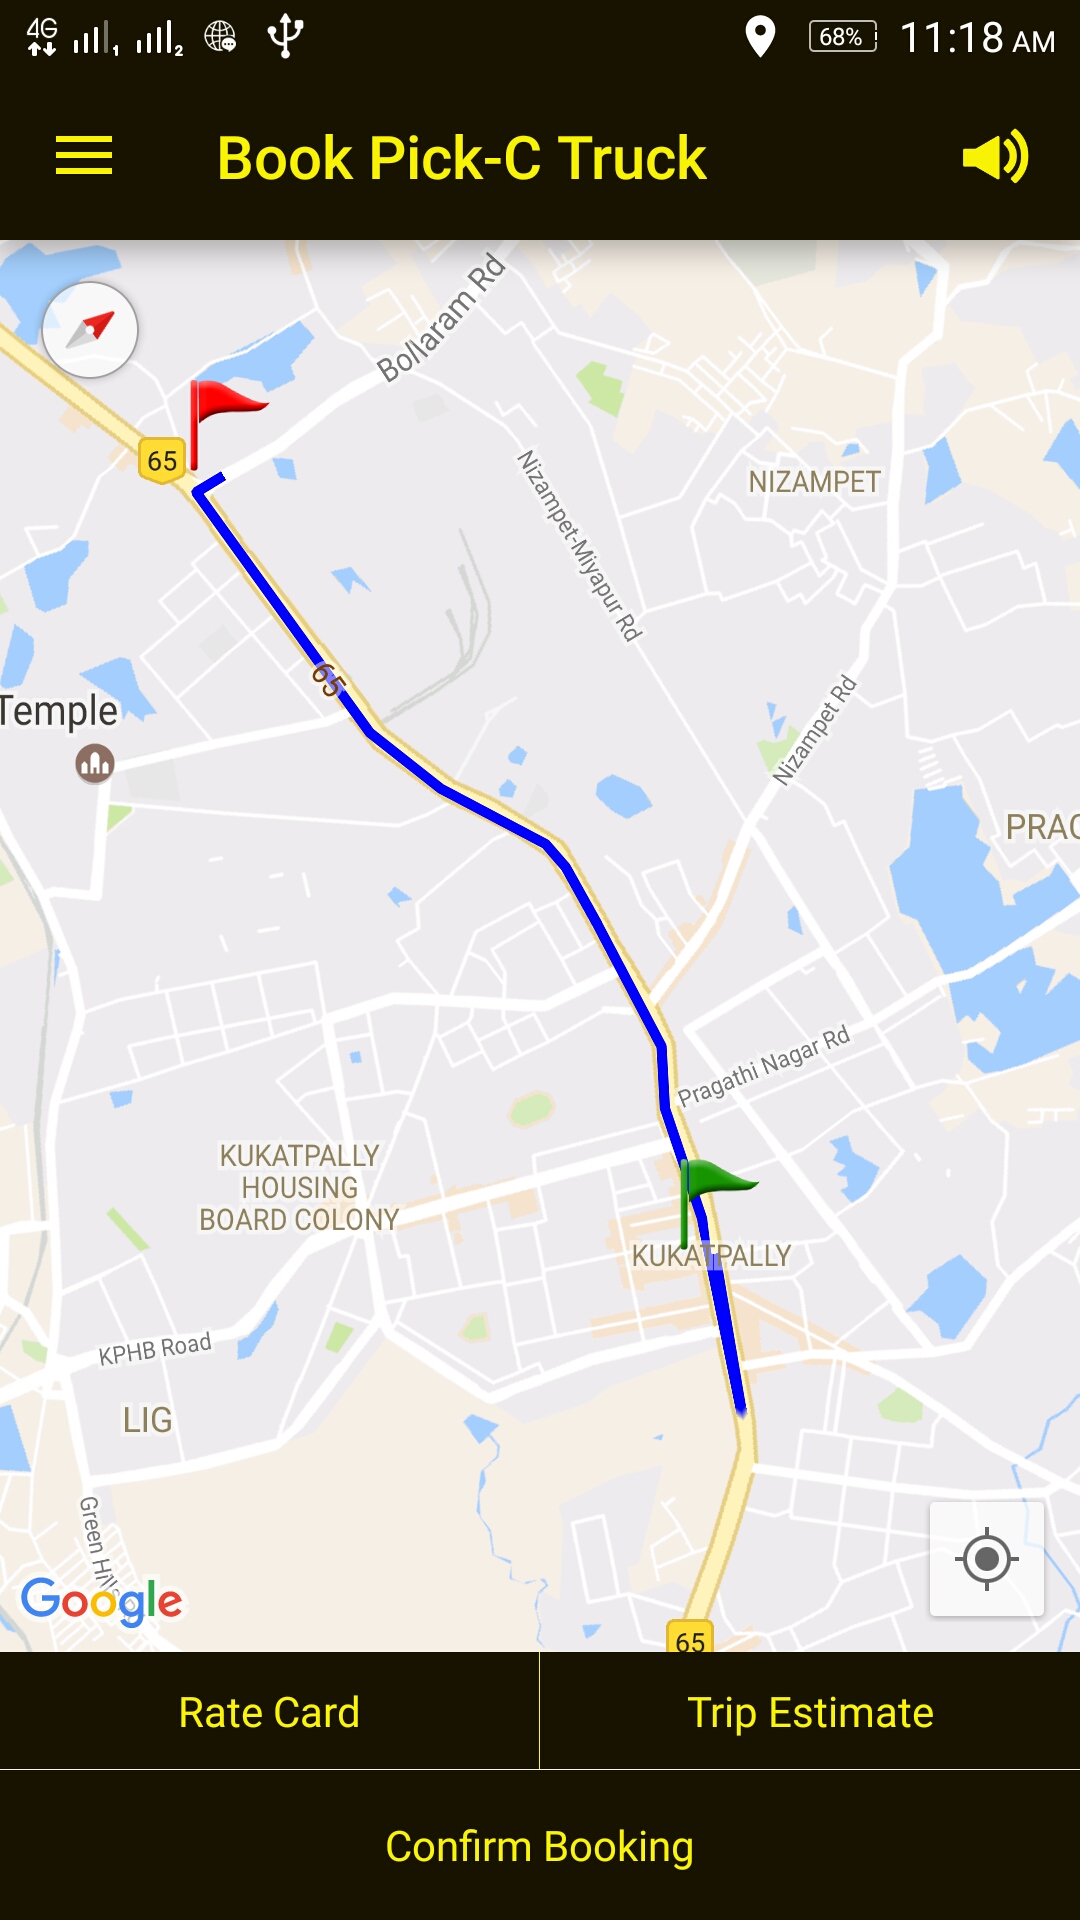 4G 1 2 68% 11:18 AM
Book Pick-C Truck
Bollaram Rd
65
NIZAMPET
Nizampet-Miyapur Rd
65
Temple
Nizampet Rd
PRAG
Pragathi Nagar Rd
KUKATPALLY
HOUSING
BOARD COLONY
KUKATPALLY
KPHB Road
LIG
Green Hills
Google
65
Rate Card
Trip Estimate
Confirm Booking